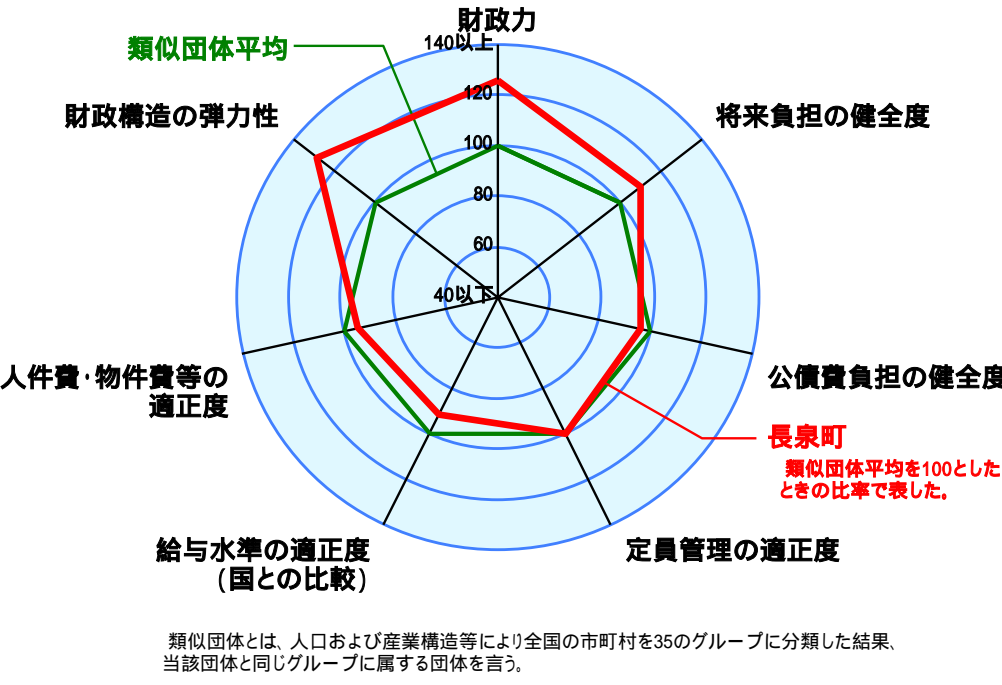 財政力
140以上
類似団体平均
120
財政構造の弾力性
将来負担の健全度
100
80
60
40以下
人件費・物件費等の
適正度
公債費負担の健全度
長泉町
類似団体平均を100とした
ときの比率で表した。
給与水準の適正度
(国との比較)
定員管理の適正度
類似団体とは、人口および産業構造等により全国の市町村を35のグループに分類した結果、
当該団体と同じグループに属する団体を言う。